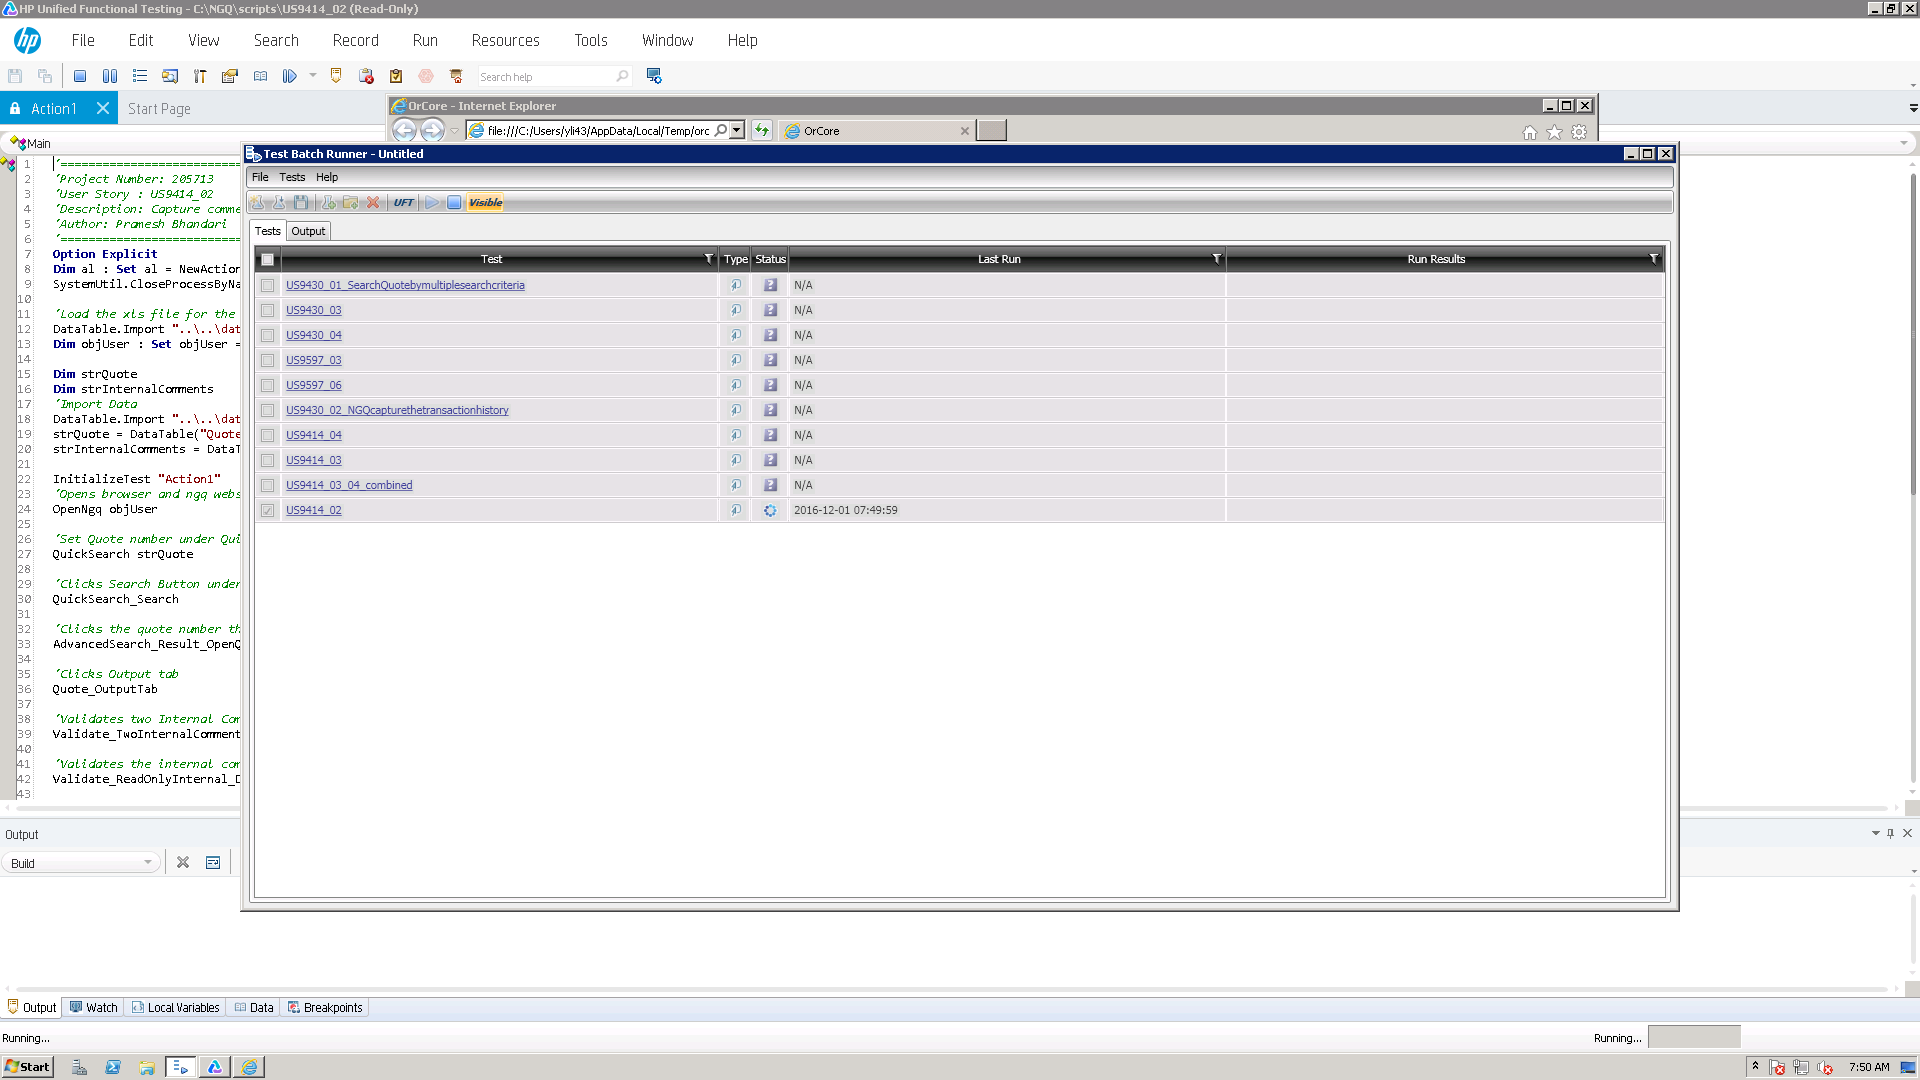 HP Unified Functional Testing - C:\NGQ\scripts\US9414_02 (Read-Only)
hp File Edit View Search Record Run Resources Tools Window Help
Search help
Action1
Start Page
OrCore - Internet Explorer
file:///C:/Users/yli43/AppData/Local/Temp/orc
OrCore
Main
Test Batch Runner - Untitled
File Tests Help
UFT Visible
Tests Output
Test Type Status Last Run Run Results
US9430_01_SearchQuotebymultiplesearchcriteria N/A
US9430_03 N/A
US9430_04 N/A
US9597_03 N/A
US9597_06 N/A
US9430_02_NGQcapturethetransactionhistory N/A
US9414_04 N/A
US9414_03 N/A
US9414_03_04_combined N/A
US9414_02 2016-12-01 07:49:59
1 '==========================
2 'Project Number: 205713
3 'User Story : US9414_02
4 'Description: Capture comme
5 'Author: Pramesh Bhandari
6 '==========================
7 Option Explicit
8 Dim al : Set al = NewAction
9 SystemUtil.CloseProcessByNa
10
11 'Load the xls file for the
12 DataTable.Import "..\..\dat
13 Dim objUser : Set objUser =
14
15 Dim strQuote
16 Dim strInternalComments
17 'Import Data
18 DataTable.Import "..\..\dat
19 strQuote = DataTable("Quote
20 strInternalComments = DataT
21
22 InitializeTest "Action1"
23 'Opens browser and ngq webs
24 OpenNgq objUser
25
26 'Set Quote number under Qui
27 QuickSearch strQuote
28
29 'Clicks Search Button under
30 QuickSearch_Search
31
32 'Clicks the quote number th
33 AdvancedSearch_Result_OpenQ
34
35 'Clicks Output tab
36 Quote_OutputTab
37
38 'Validates two Internal Com
39 Validate_TwoInternalComment
40
41 'Validates the internal com
42 Validate_ReadOnlyInternal_D
43
Output
Build
Output Watch Local Variables Data Breakpoints
Running... Running...
Start 7:50 AM